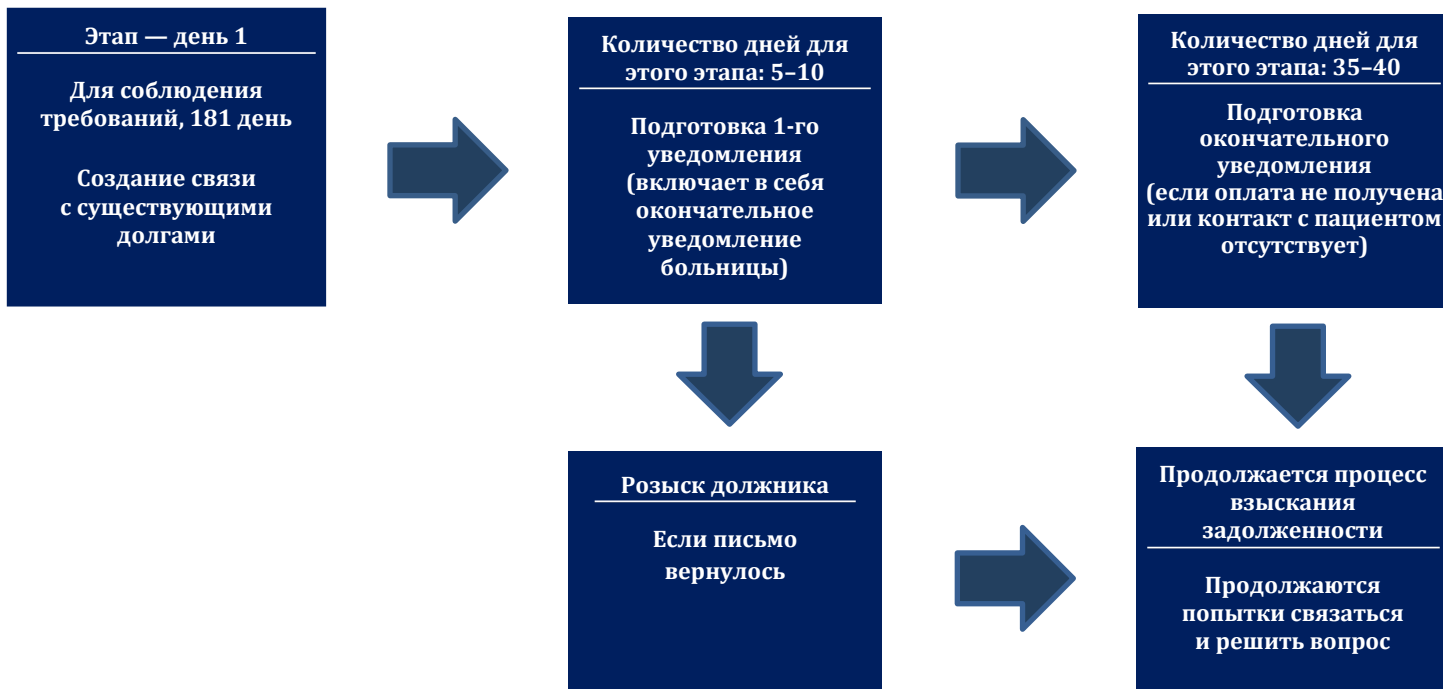 Этап — день 1
Для соблюдения
требований, 181 день
Создание связи
с существующими
долгами
Количество дней для
этого этапа: 5–10
Подготовка 1-го
уведомления
(включает в себя
окончательное
уведомление
больницы)
Количество дней для
этого этапа: 35–40
Подготовка
окончательного
уведомления
(если оплата не получена
или контакт с пациентом
отсутствует)
Розыск должника
Если письмо
вернулось
Продолжается процесс
взыскания
задолженности
Продолжаются
попытки связаться
и решить вопрос